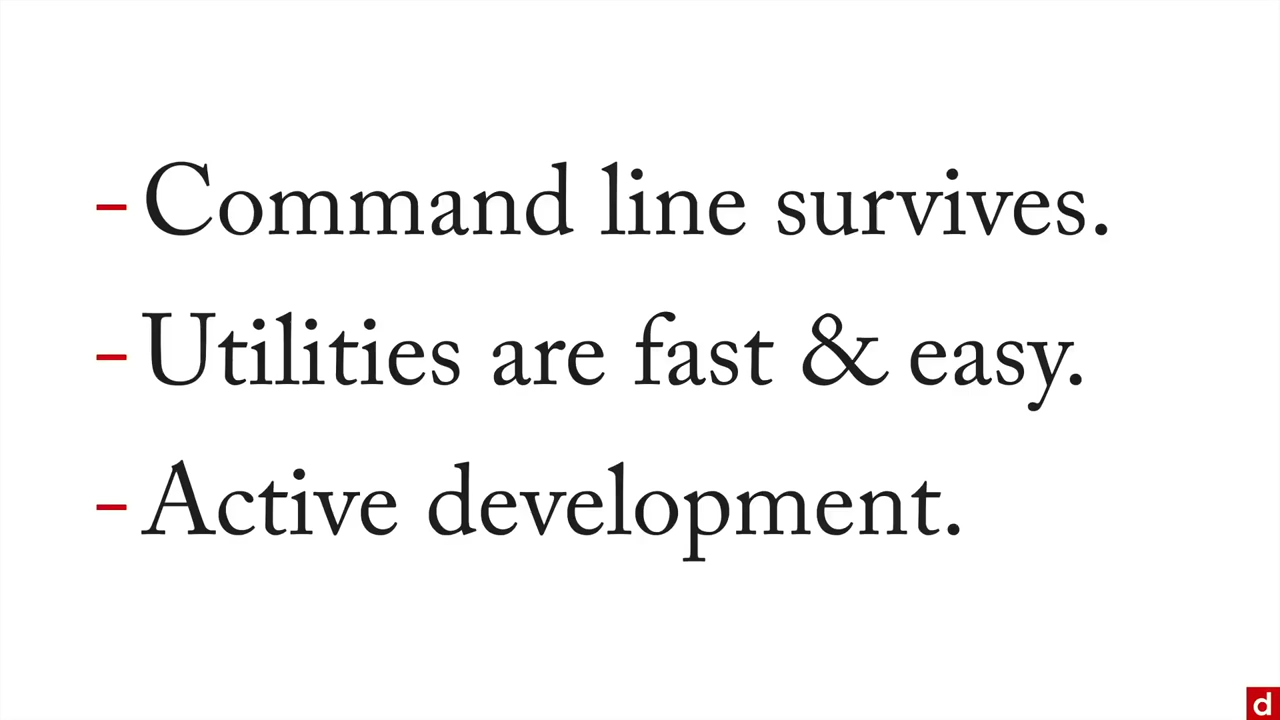 - Command line survives.
- Utilities are fast & easy.
- Active development.
d